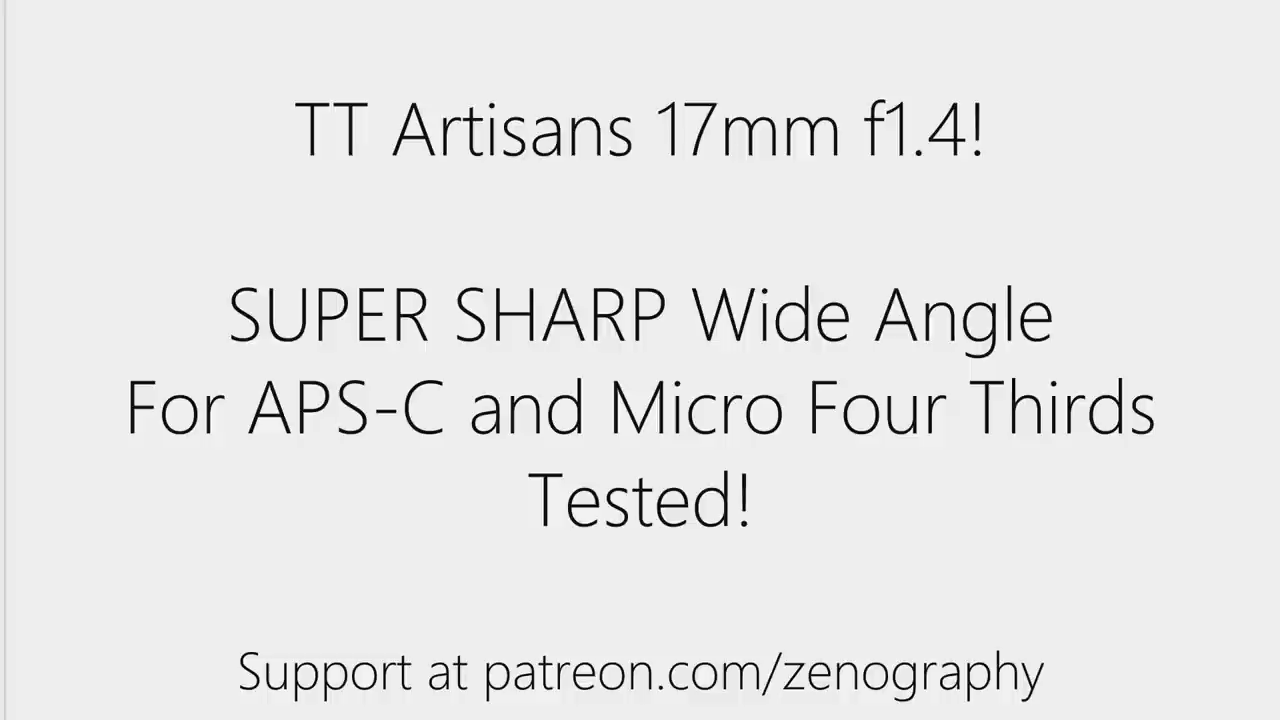 TT Artisans 17mm f1.4!
SUPER SHARP Wide Angle
For APS-C and Micro Four Thirds
Tested!
Support at patreon.com/zenography